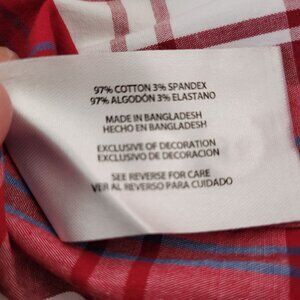 97% COTTON 3% SPANDEX
97% ALGODÓN 3% ELASTANO
MADE IN BANGLADESH
HECHO EN BANGLADESH
EXCLUSIVE OF DECORATION
EXCLUSIVO DE DECORACION
SEE REVERSE FOR CARE
VER AL REVERSO PARA CUIDADO